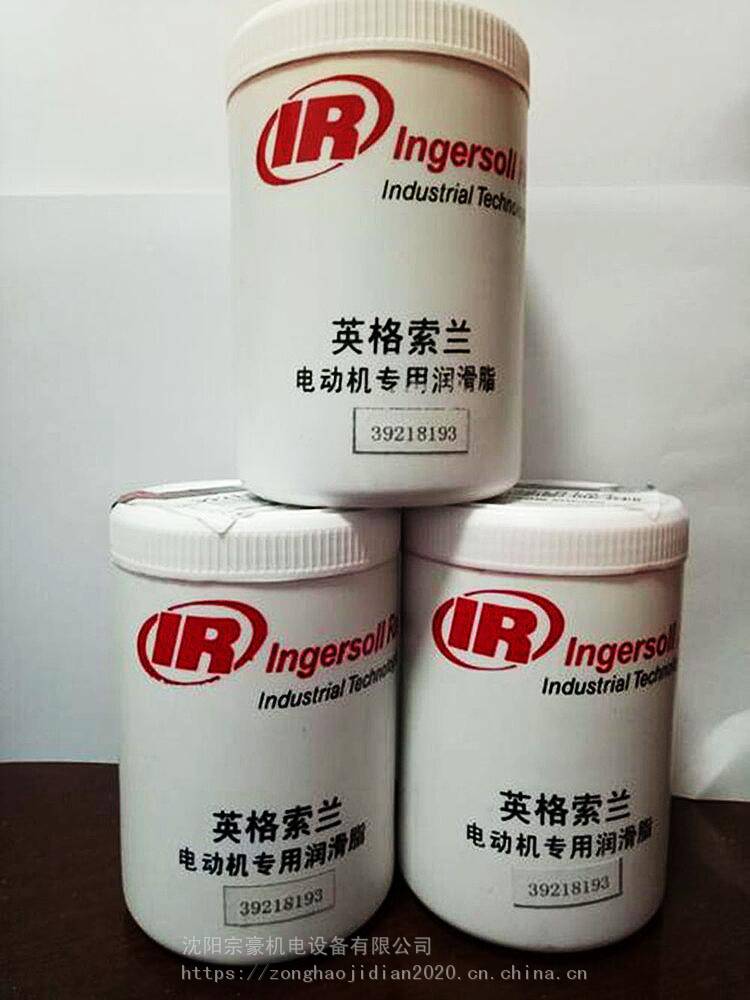 IR
Ingersoll
Industrial Techno
英格索兰
电动机专用润滑脂
39218193
IR
Ingersoll R
Industrial Technolog
英格索兰
电动机专用润滑脂
39218193
IR
Ingersoll
Industrial Technolog
英格索兰
电动机专用润滑脂
39218193
沈阳宗豪机电设备有限公司
https://zonghaojidian2020.cn.china.cn